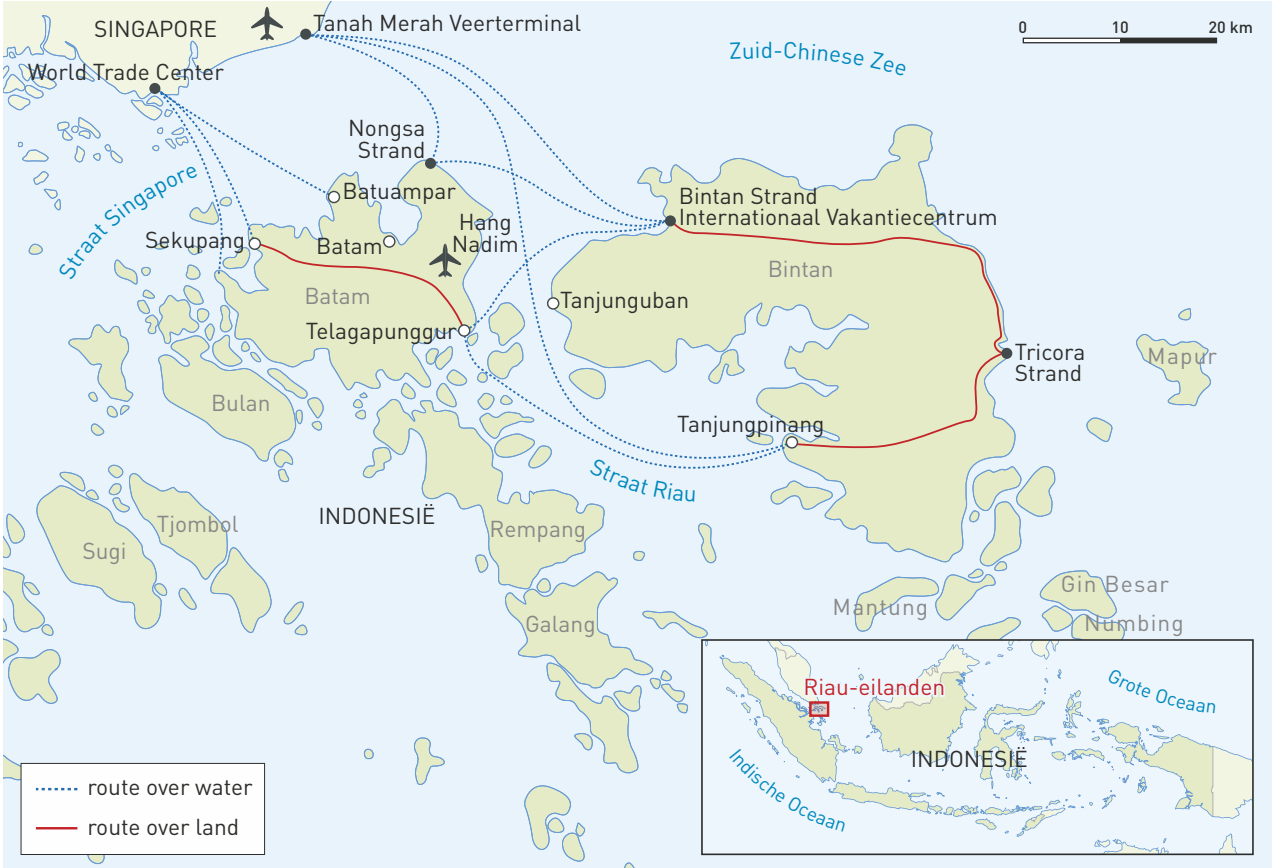 SINGAPORE
Tanah Merah Veerterminal
0 10 20 km
Zuid-Chinese Zee
World Trade Center
Nongsa
Strand
Straat Singapore
Batuampar
Bintan Strand
Internationaal Vakantiecentrum
Sekupang
Batam
Hang
Nadim
Bintan
Batam
Tanjunguban
Telagapunggur
Tricora
Strand
Mapur
Bulan
Tanjungpinang
Straat Riau
INDONESIË
Tjombol
Rempang
Sugi
Gin Besar
Mantung
Galang
Numbing
Riau-eilanden
Grote Oceaan
INDONESIË
Indische Oceaan
route over water
route over land